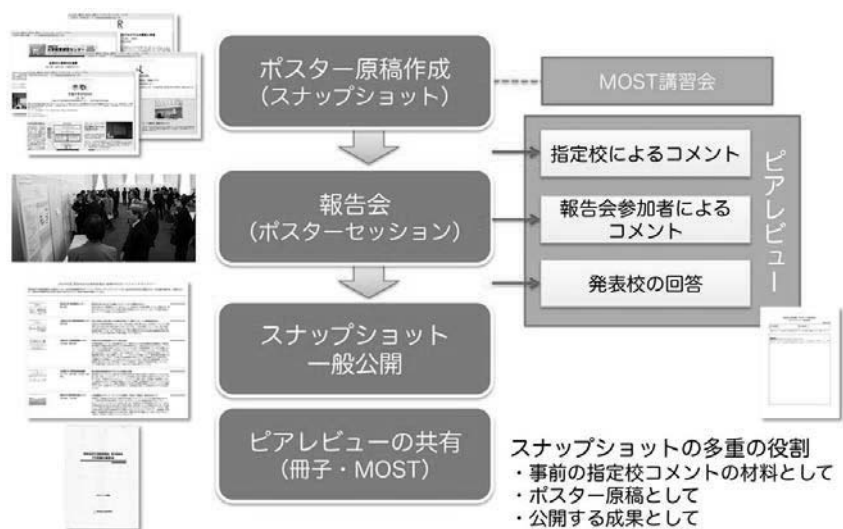 ポスター原稿作成
（スナップショット）
MOST講習会
ピアレビュー
指定校によるコメント
報告会
（ポスターセッション）
報告会参加者による
コメント
発表校の回答
スナップショット
一般公開
ピアレビューの共有
（冊子・MOST）
スナップショットの多重の役割
・事前の指定校コメントの材料として
・ポスター原稿として
・公開する成果として